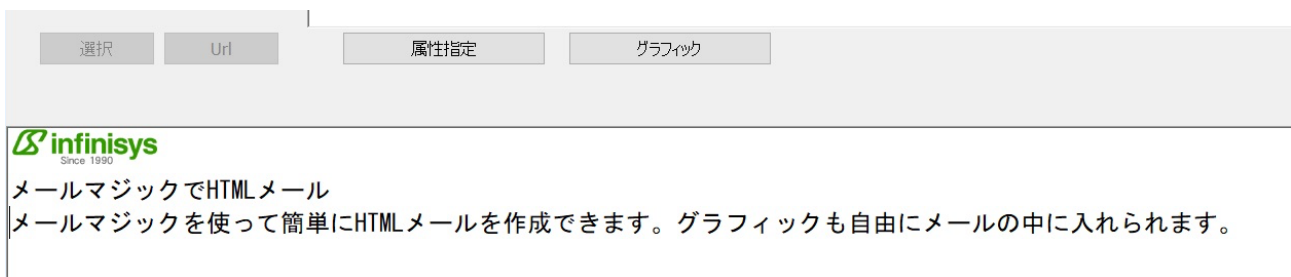 選択 Url 属性指定 グラフィック
infinisys
Since 1990
メールマジックでHTMLメール
メールマジックを使って簡単にHTMLメールを作成できます。グラフィックも自由にメールの中に入れられます。